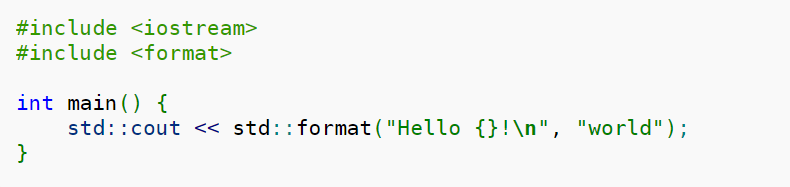 #include <iostream>
#include <format>
int main() {
    std::cout << std::format("Hello {}!\n", "world");
}